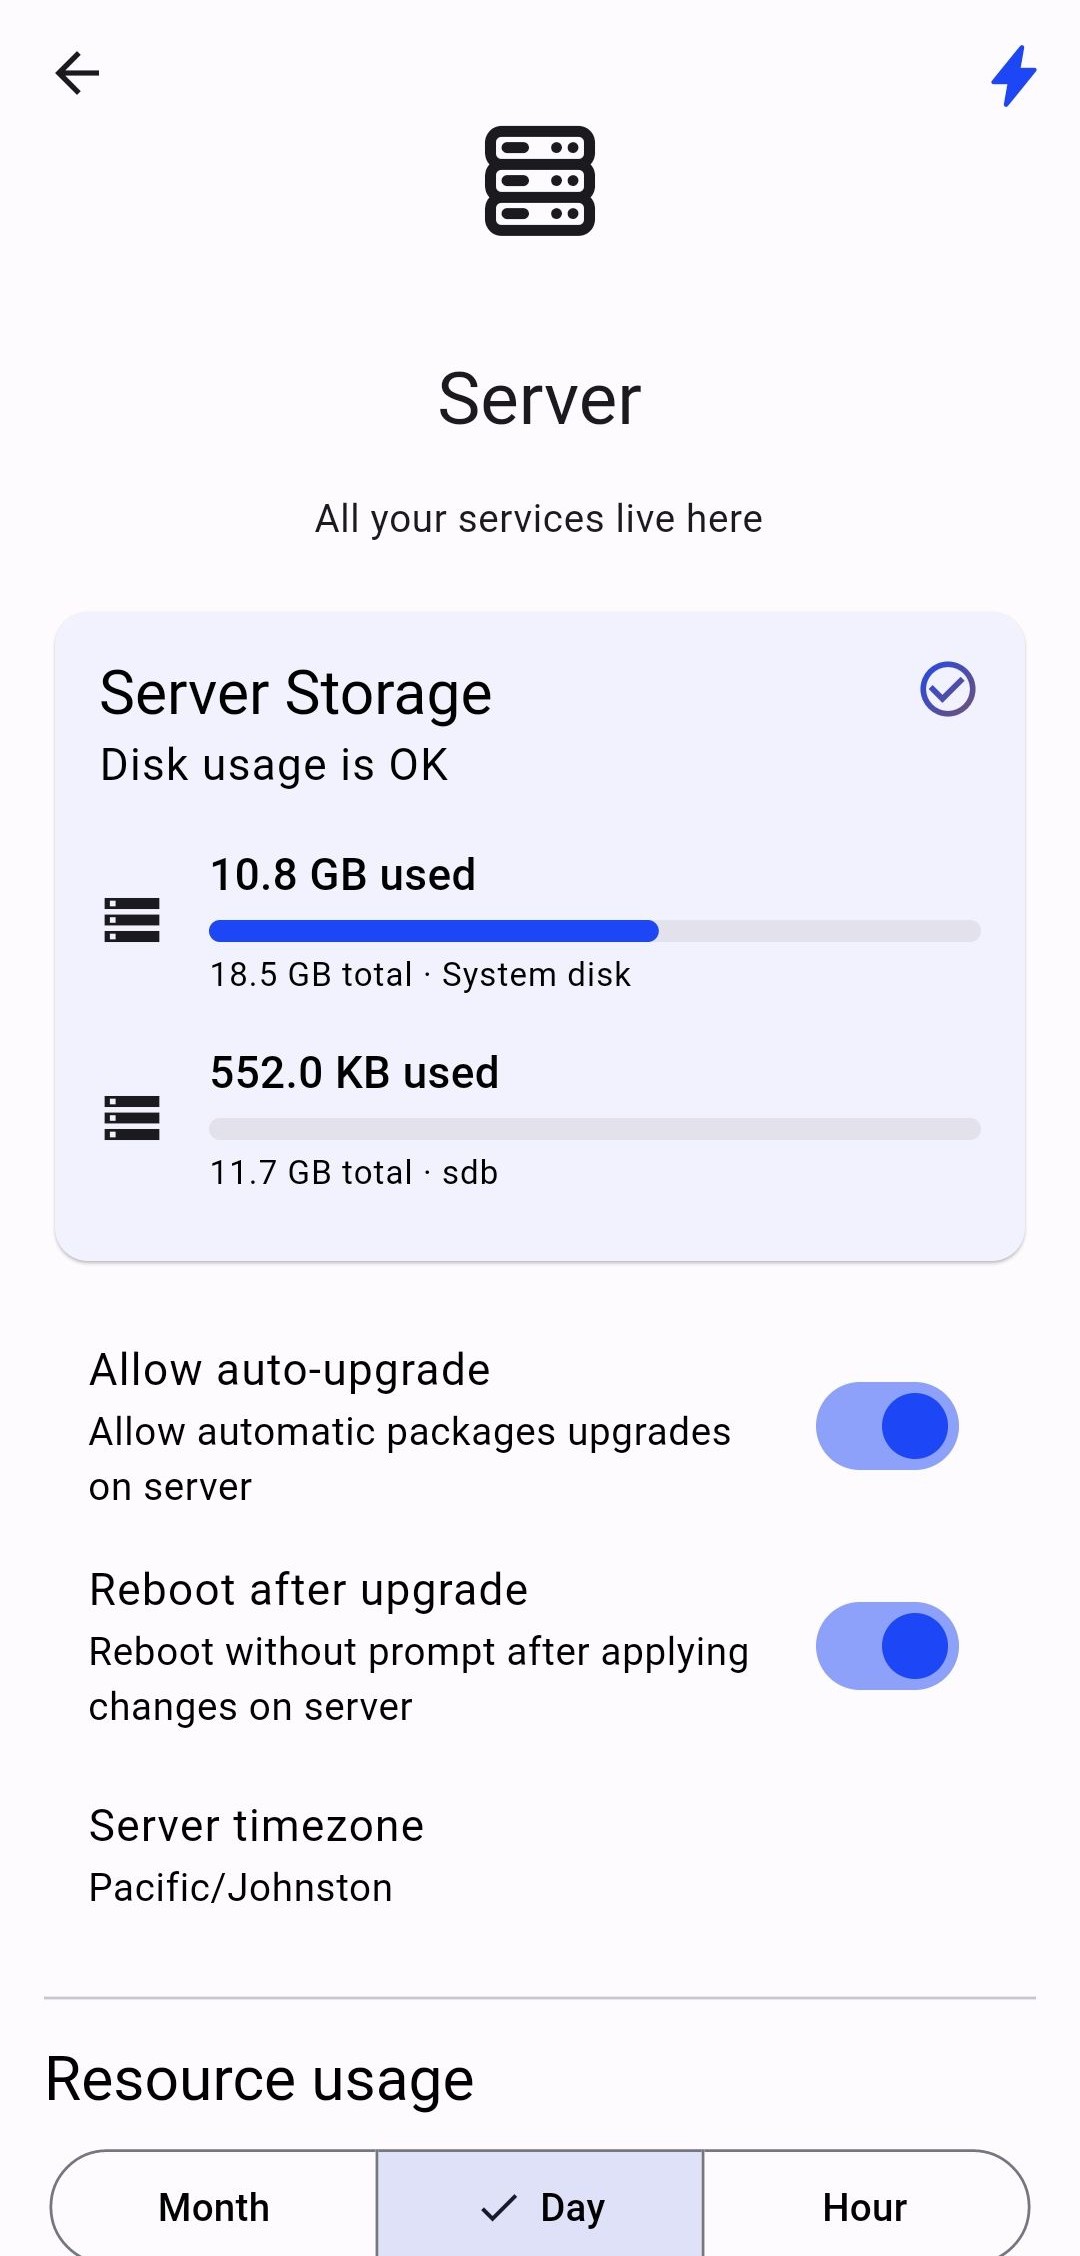 Server
All your services live here
Server Storage
Disk usage is OK
10.8 GB used
18.5 GB total · System disk
552.0 KB used
11.7 GB total · sdb
Allow auto-upgrade
Allow automatic packages upgrades
on server
Reboot after upgrade
Reboot without prompt after applying
changes on server
Server timezone
Pacific/Johnston
Resource usage
Month
Day
Hour